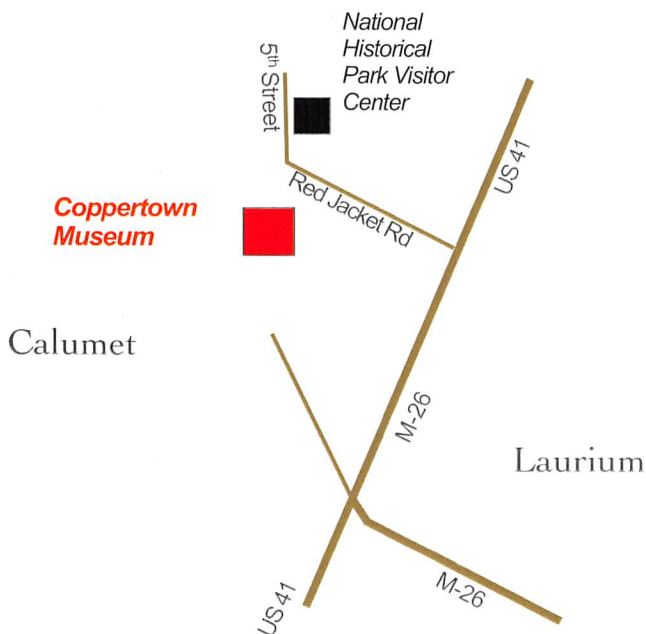 National
Historical
Park Visitor
Center
5th Street
US 41
Red Jacket Rd
Coppertown
Museum
Calumet
M-26
Laurium
M-26
US 41